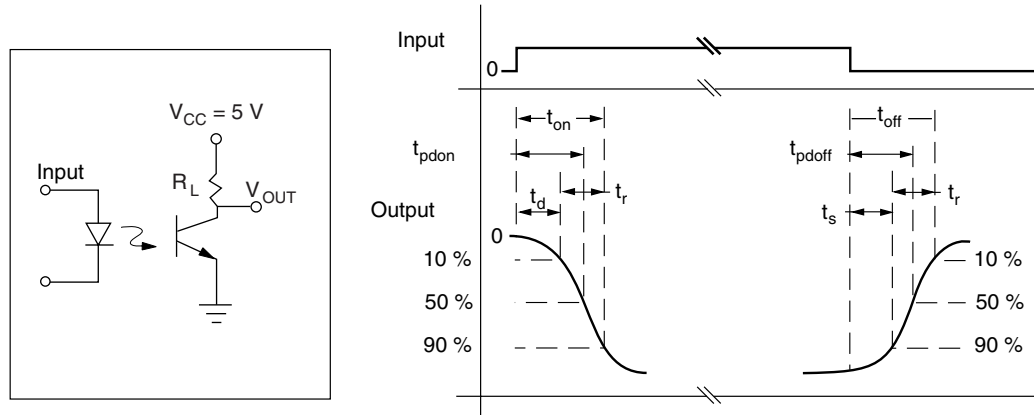 Input
V_CC = 5 V
R_L
V_OUT
Input
0
t_on
t_pdon
t_d
t_r
Output
0
10 %
50 %
90 %
t_off
t_pdoff
t_s
t_r
10 %
50 %
90 %